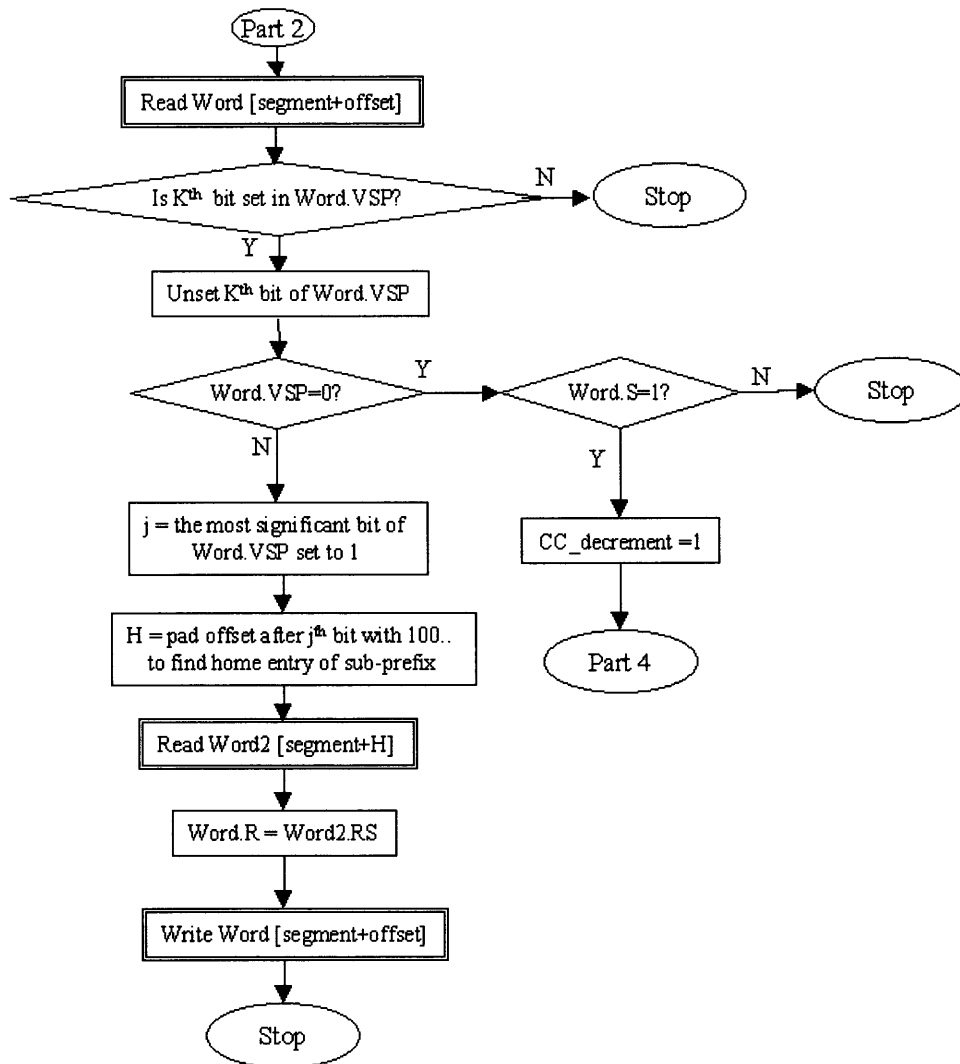 Part 2
Read Word [segment+offset]
Is Kth bit set in Word.VSP?
N
Stop
Y
Unset Kth bit of Word.VSP
Word.VSP=0?
Y
Word.S=1?
N
Stop
N
Y
j = the most significant bit of
Word.VSP set to 1
CC_decrement =1
H = pad offset after jth bit with 100..
to find home entry of sub-prefix
Part 4
Read Word2 [segment+H]
Word.R = Word2.RS
Write Word [segment+offset]
Stop